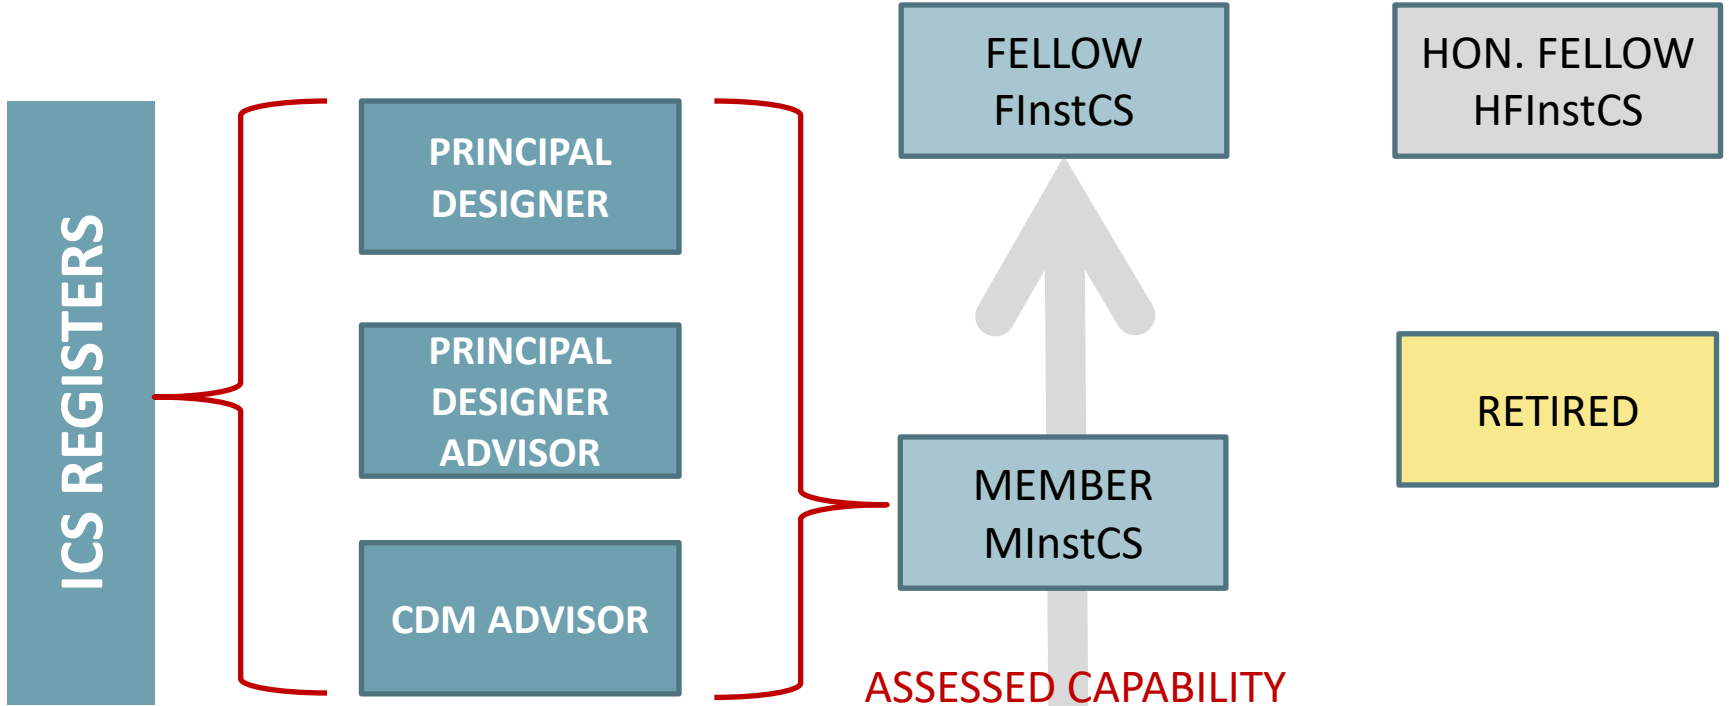 ICS REGISTERS
PRINCIPAL
DESIGNER
PRINCIPAL
DESIGNER
ADVISOR
CDM ADVISOR
FELLOW
FInstCS
MEMBER
MInstCS
ASSESSED CAPABILITY
HON. FELLOW
HFInstCS
RETIRED